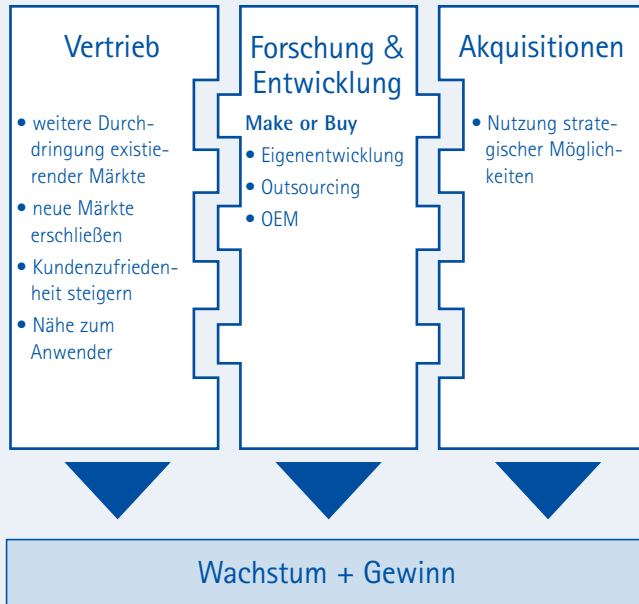 Vertrieb
• weitere Durch-
dringung existie-
render Märkte
• neue Märkte
erschließen
• Kundenzufrieden-
heit steigern
• Nähe zum
Anwender
Forschung &
Entwicklung
Make or Buy
• Eigenentwicklung
• Outsourcing
• OEM
Akquisitionen
• Nutzung strate-
gischer Möglich-
keiten
Wachstum + Gewinn